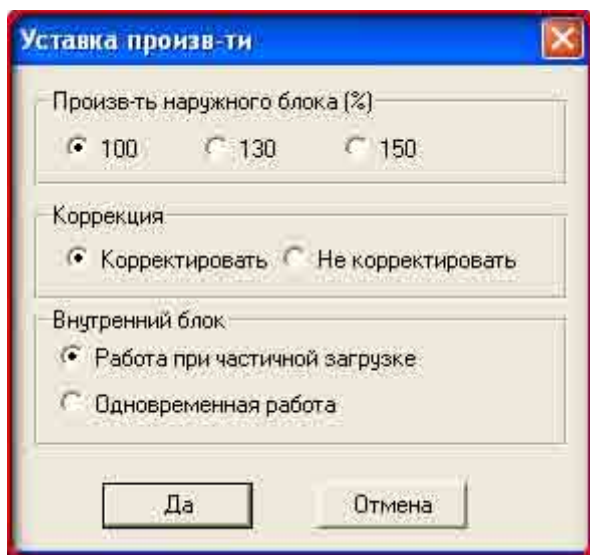 Уставка произв-ти
Произв-ть наружного блока (%)
100 130 150
Коррекция
Корректировать Не корректировать
Внутренний блок
Работа при частичной загрузке
Одновременная работа
Да Отмена